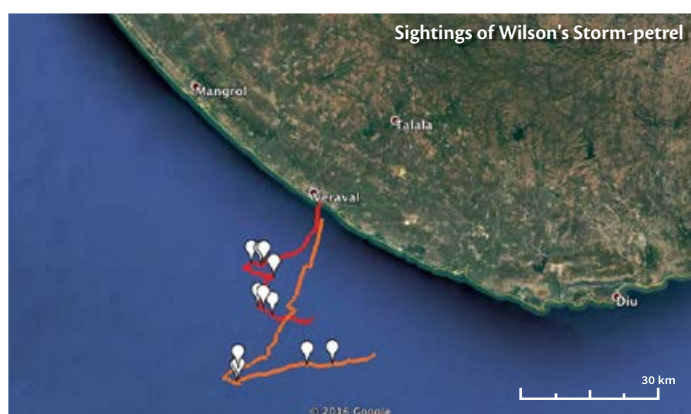 Sightings of Wilson's Storm-petrel
Mangrol
Talala
Veraval
Diu
30 km
© 2016 Google